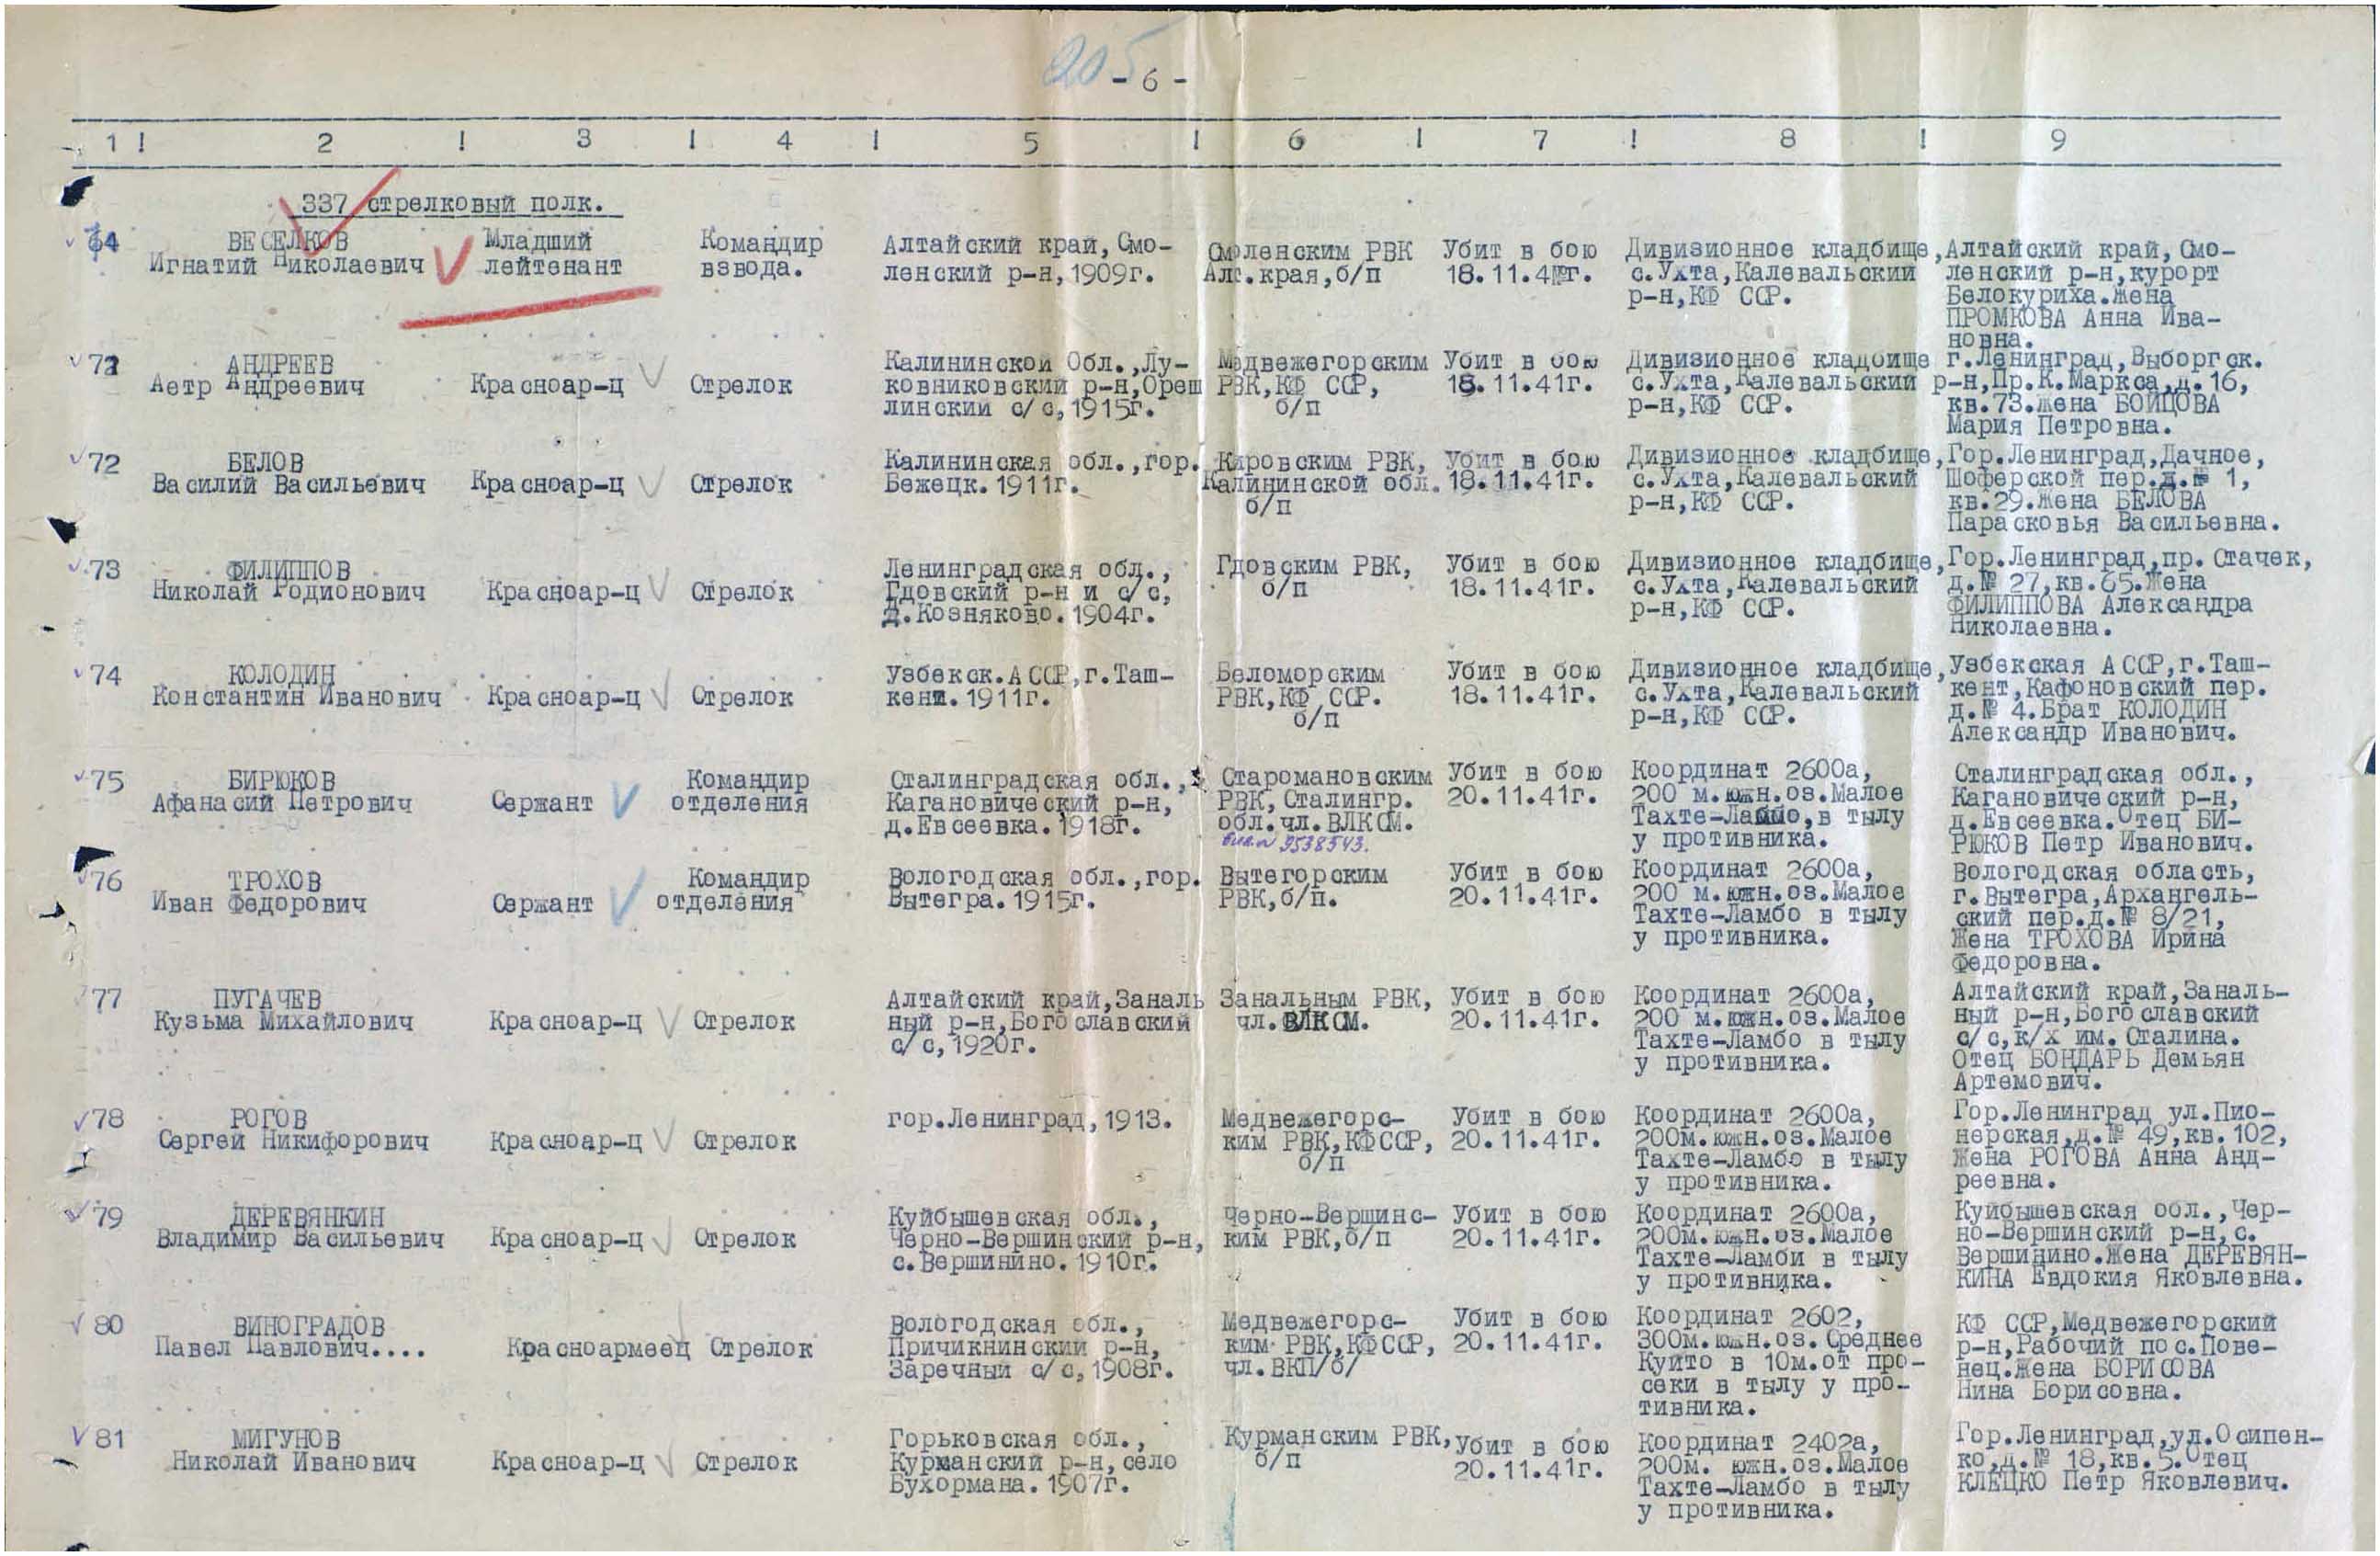 205
- 6 -
1 ! 2 ! 3 ! 4 ! 5 ! 6 ! 7 ! 8 ! 9
337 стрелковый полк.
ВЕСЕЛКОВ Младший Командир Алтайский край,Смо- Смоленским РВК Убит в бою Дивизионное кладбище, Алтайский край,Смо-
Игнатий Николаевич лейтенант взвода. ленский р-н,1909г. Алт.края,б/п 18.11.41г. с.Ухта,Калевальский ленский р-н,курорт
р-н,КФ ССР. Белокуриха.Жена
ПРОМКОВА Анна Ива-
новна.
АНДРЕЕВ Калининской Обл.,Лу- Медвежегорским Убит в бою Дивизионное кладбище г.Ленинград,Выборгск.
Петр Андреевич Красноар-ц Стрелок ковниковский р-н,Ореш РВК,КФ ССР, 18.11.41г. с.Ухта,Калевальский р-н,Пр.К.Маркса,д.16,
линский с/с,1915г. б/п р-н,КФ ССР. кв.73.Жена БОЙЦОВА
Мария Петровна.
72 БЕЛОВ Калининская обл.,гор. Кировским РВК, Убит в бою Дивизионное кладбище, Гор.Ленинград,Дачное,
Василий Васильевич Красноар-ц Стрелок Бежецк.1911г. Калининской обл. 18.11.41г. с.Ухта,Калевальский Шоферской пер.д.№ 1,
б/п р-н,КФ ССР. кв.29.Жена БЕЛОВА
Парасковья Васильевна.
73 ФИЛИППОВ Ленинградская обл., Гдовским РВК, Убит в бою Дивизионное кладбище, Гор.Ленинград,пр.Стачек,
Николай Родионович Красноар-ц Стрелок Гдовский р-н и с/с, б/п 18.11.41г. с.Ухта,Калевальский д.№ 27,кв.65.Жена
д.Козняково.1904г. р-н,КФ ССР. ФИЛИППОВА Александра
Николаевна.
74 КОЛОДИН Узбекск.АССР,г.Таш- Беломорским Убит в бою Дивизионное кладбище, Узбекская АССР,г.Таш-
Константин Иванович Красноар-ц Стрелок кент.1911г. РВК,КФ ССР. 18.11.41г. с.Ухта,Калевальский кент,Кафоновский пер.
б/п р-н,КФ ССР. д.№ 4.Брат КОЛОДИН
Александр Иванович.
75 БИРЮКОВ Командир Сталинградская обл., Старомановским Убит в бою Координат 2600а, Сталинградская обл.,
Афанасий Петрович Сержант отделения Кагановический р-н, РВК,Сталингр. 20.11.41г. 200 м.южн.оз.Малое Кагановический р-н,
д.Евсеевка.1918г. обл.чл.ВЛКСМ. Тахте-Ламбо,в тылу д.Евсеевка.Отец БИ-
бил.№ 9538543. у противника. РЮКОВ Петр Иванович.
76 ТРОХОВ Командир Вологодская обл.,гор. Вытегорским Убит в бою Координат 2600а, Вологодская область,
Иван Федорович Сержант отделения Вытегра.1915г. РВК,б/п. 20.11.41г. 200 м.южн.оз.Малое г.Вытегра,Архангель-
Тахте-Ламбо в тылу ский пер.д.№ 8/21,
у противника. Жена ТРОХОВА Ирина
Федоровна.
77 ПУГАЧЕВ Алтайский край,Заналь Занальным РВК, Убит в бою Координат 2600а, Алтайский край,Заналь-
Кузьма Михайлович Красноар-ц Стрелок ный р-н,Богославский чл.ВЛКСМ. 20.11.41г. 200 м.южн.оз.Малое ный р-н,Богославский
с/с,1920г. Тахте-Ламбо в тылу с/с,к/х им.Сталина.
у противника. Отец БОНДАРЬ Демьян
Артемович.
78 РОГОВ гор.Ленинград,1913. Медвежегорс- Убит в бою Координат 2600а, Гор.Ленинград ул.Пио-
Сергей Никифорович Красноар-ц Стрелок ким РВК,КФССР, 20.11.41г. 200м.южн.оз.Малое нерская,д.№ 49,кв.102,
б/п Тахте-Ламбо в тылу Жена РОГОВА Анна Анд-
у противника. реевна.
79 ДЕРЕВЯНКИН Куйбышевская обл., Черно-Вершинс- Убит в бою Координат 2600а, Куйбышевская обл.,Чер-
Владимир Васильевич Красноар-ц Стрелок Черно-Вершинский р-н, ким РВК,б/п 20.11.41г. 200м.южн.оз.Малое но-Вершинский р-н,с.
с.Вершинино.1910г. Тахте-Ламби в тылу Вершинино.Жена ДЕРЕВЯН-
у противника. КИНА Евдокия Яковлевна.
80 ВИНОГРАДОВ Вологодская обл., Медвежегорс- Убит в бою Координат 2602, КФ ССР,Медвежегорский
Павел Павлович.... Красноармеец Стрелок Причикнинский р-н, ким РВК,КФССР, 20.11.41г. 300м.южн.оз.Среднее р-н,Рабочий пос.Пове-
Заречный с/с,1908г. чл.ВКП/б/ Куйто в 10м.от про- нец.Жена БОРИСОВА
секи в тылу у про- Нина Борисовна.
тивника.
81 МИГУНОВ Горьковская обл., Курманским РВК, Убит в бою Координат 2402а, Гор.Ленинград,ул.Осипен-
Николай Иванович Красноар-ц Стрелок Курманский р-н,село б/п 20.11.41г. 200м. южн.оз.Малое ко,д.№ 18,кв.5.Отец
Бухормана.1907г. Тахте-Ламбо в тылу КЛЕЦКО Петр Яковлевич.
у противника.